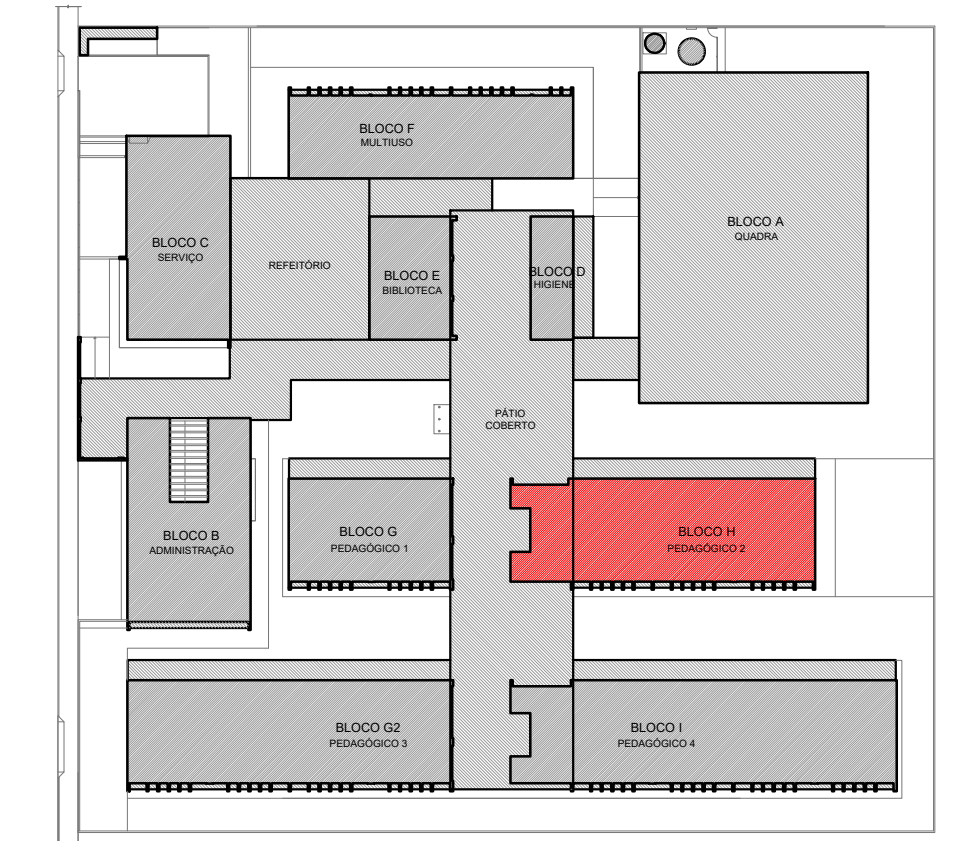 BLOCO F
MULTIUSO
BLOCO A
QUADRA
BLOCO C
SERVIÇO
REFEITÓRIO
BLOCO E
BIBLIOTECA
BLOCO D
HIGIENE
PÁTIO
COBERTO
BLOCO B
ADMINISTRAÇÃO
BLOCO G
PEDAGÓGICO 1
BLOCO H
PEDAGÓGICO 2
BLOCO G2
PEDAGÓGICO 3
BLOCO I
PEDAGÓGICO 4